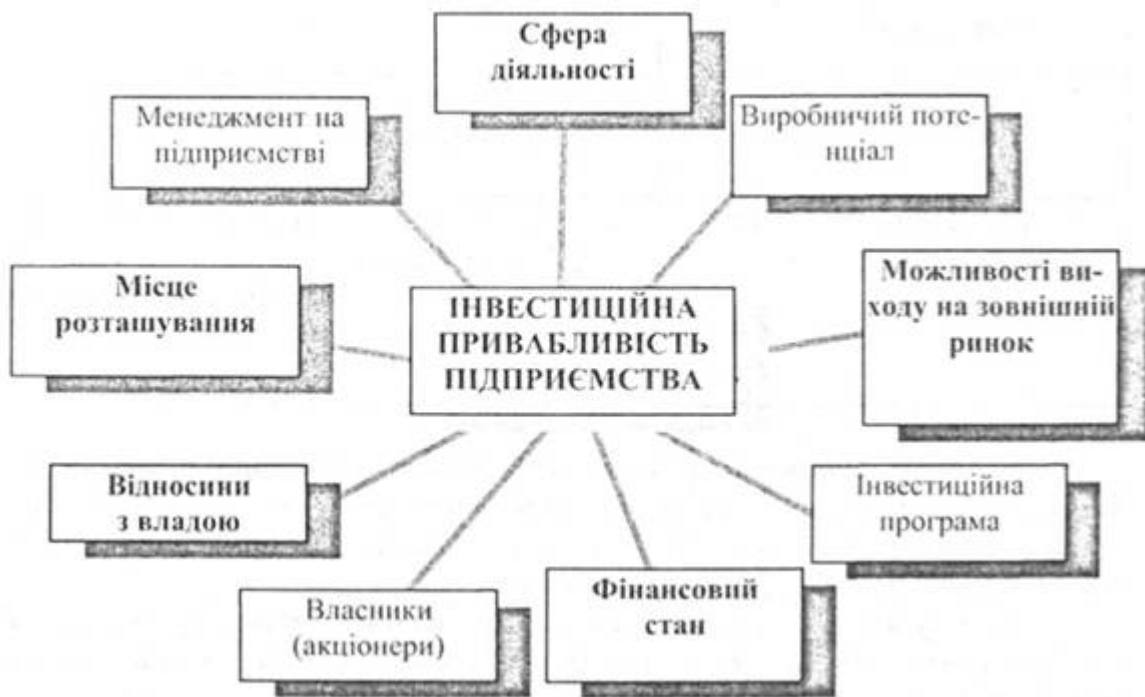 Сфера
діяльності
Менеджмент на
підприємстві
Виробничий поте-
нціал
Місце
розташування
ІНВЕСТИЦІЙНА
ПРИВАБЛИВІСТЬ
ПІДПРИЄМСТВА
Можливості ви-
ходу на зовнішній
ринок
Відносини
з владою
Інвестиційна
програма
Власники
(акціонери)
Фінансовий
стан